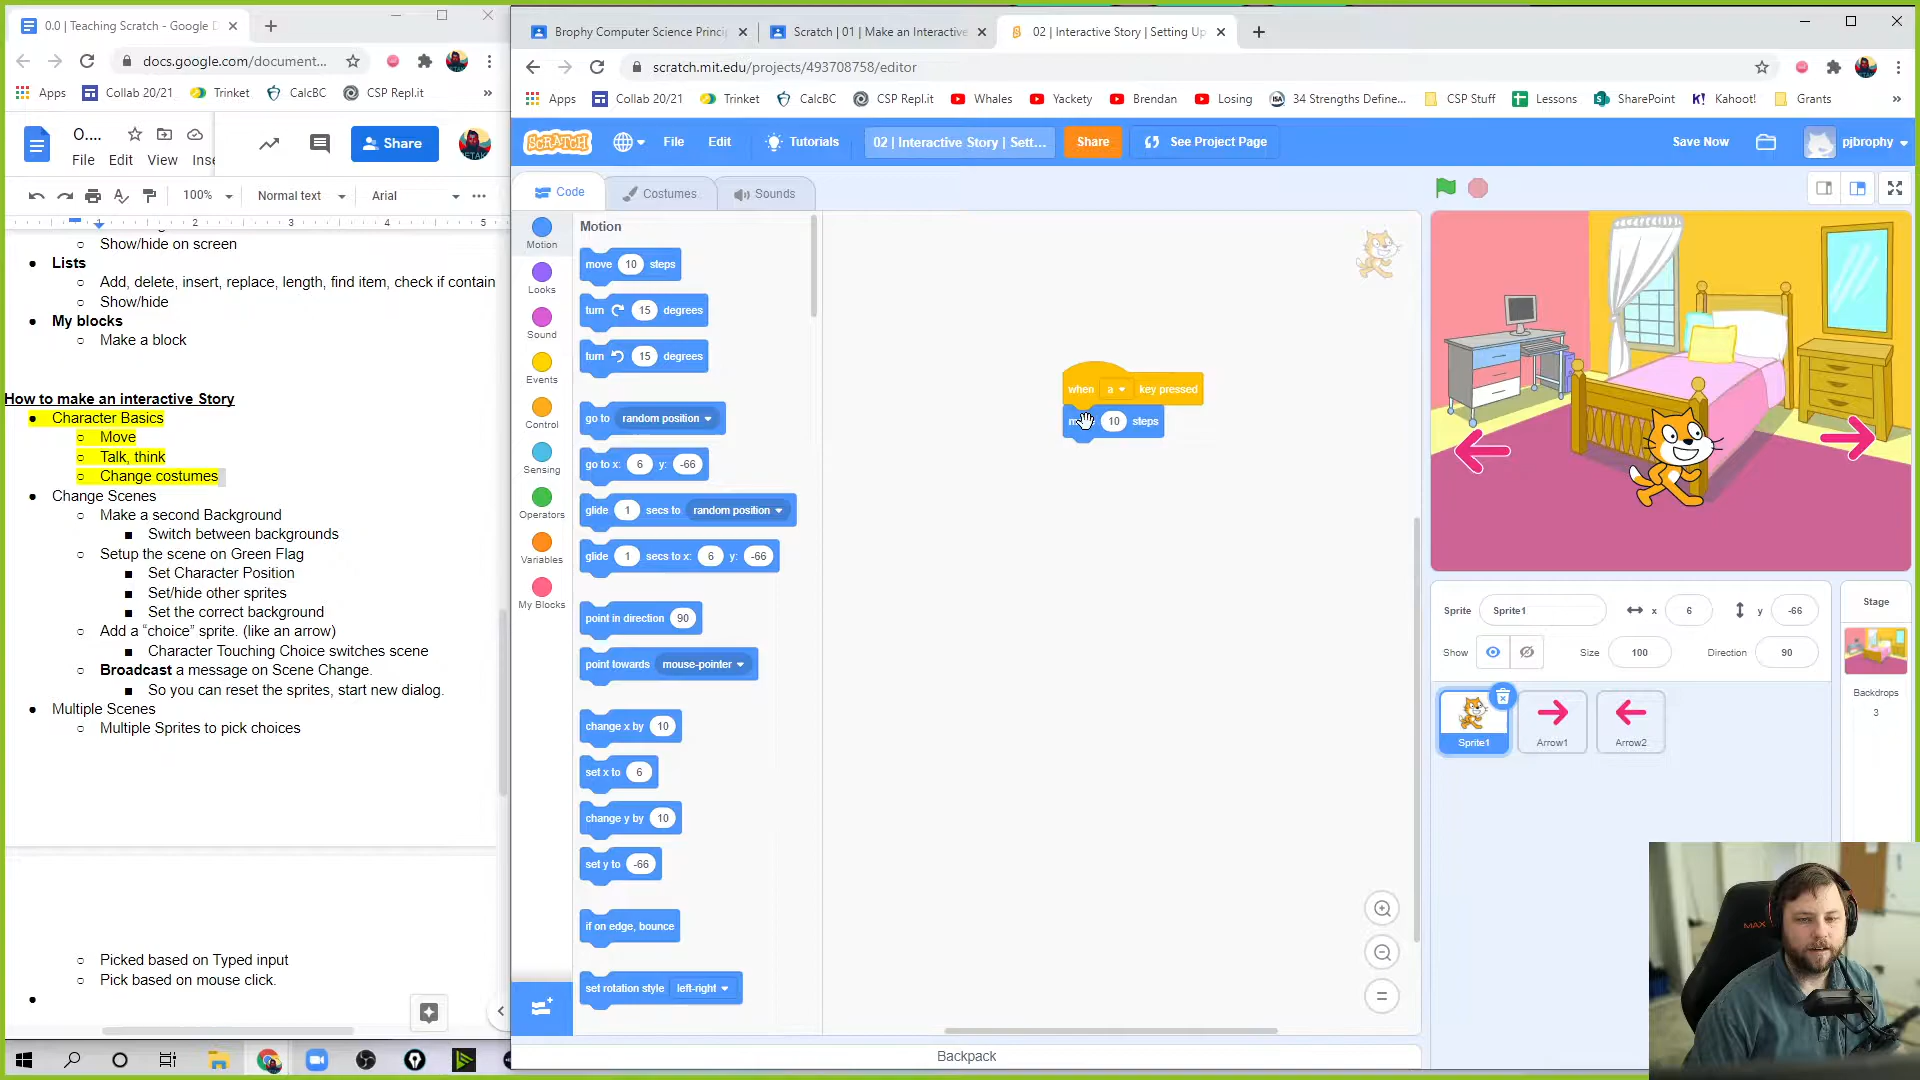 0.0 | Teaching Scratch - Google D
docs.google.com/document...
Apps
Collab 20/21
Trinket
CalcBC
CSP Repl.it
»
O....
File
Edit
View
Inse
Share
100%
Normal text
Arial
2
3
4
5
Show/hide on screen
Lists
Add, delete, insert, replace, length, find item, check if contain
Show/hide
My blocks
Make a block
How to make an interactive Story
Character Basics
Move
Talk, think
Change costumes
Change Scenes
Make a second Background
Switch between backgrounds
Setup the scene on Green Flag
Set Character Position
Set/hide other sprites
Set the correct background
Add a “choice” sprite. (like an arrow)
Character Touching Choice switches scene
Broadcast a message on Scene Change.
So you can reset the sprites, start new dialog.
Multiple Scenes
Multiple Sprites to pick choices
Picked based on Typed input
Pick based on mouse click.
Brophy Computer Science Princi
Scratch | 01 | Make an Interactive
02 | Interactive Story | Setting Up
scratch.mit.edu/projects/493708758/editor
Apps
Collab 20/21
Trinket
CalcBC
CSP Repl.it
Whales
Yackety
Brendan
Losing
34 Strengths Define...
CSP Stuff
Lessons
SharePoint
Kahoot!
Grants
»
SCRATCH
File
Edit
Tutorials
02 | Interactive Story | Sett...
Share
See Project Page
Save Now
pjbrophy
Code
Costumes
Sounds
Motion
Looks
Sound
Events
Control
Sensing
Operators
Variables
My Blocks
Motion
move 10 steps
turn 15 degrees
turn 15 degrees
go to random position
go to x: 6 y: -66
glide 1 secs to random position
glide 1 secs to x: 6 y: -66
point in direction 90
point towards mouse-pointer
change x by 10
set x to 6
change y by 10
set y to -66
if on edge, bounce
set rotation style left-right
when a key pressed
10 steps
Backpack
Sprite
Sprite1
x
6
y
-66
Show
Size
100
Direction
90
Sprite1
Arrow1
Arrow2
Stage
Backdrops
3
MAX